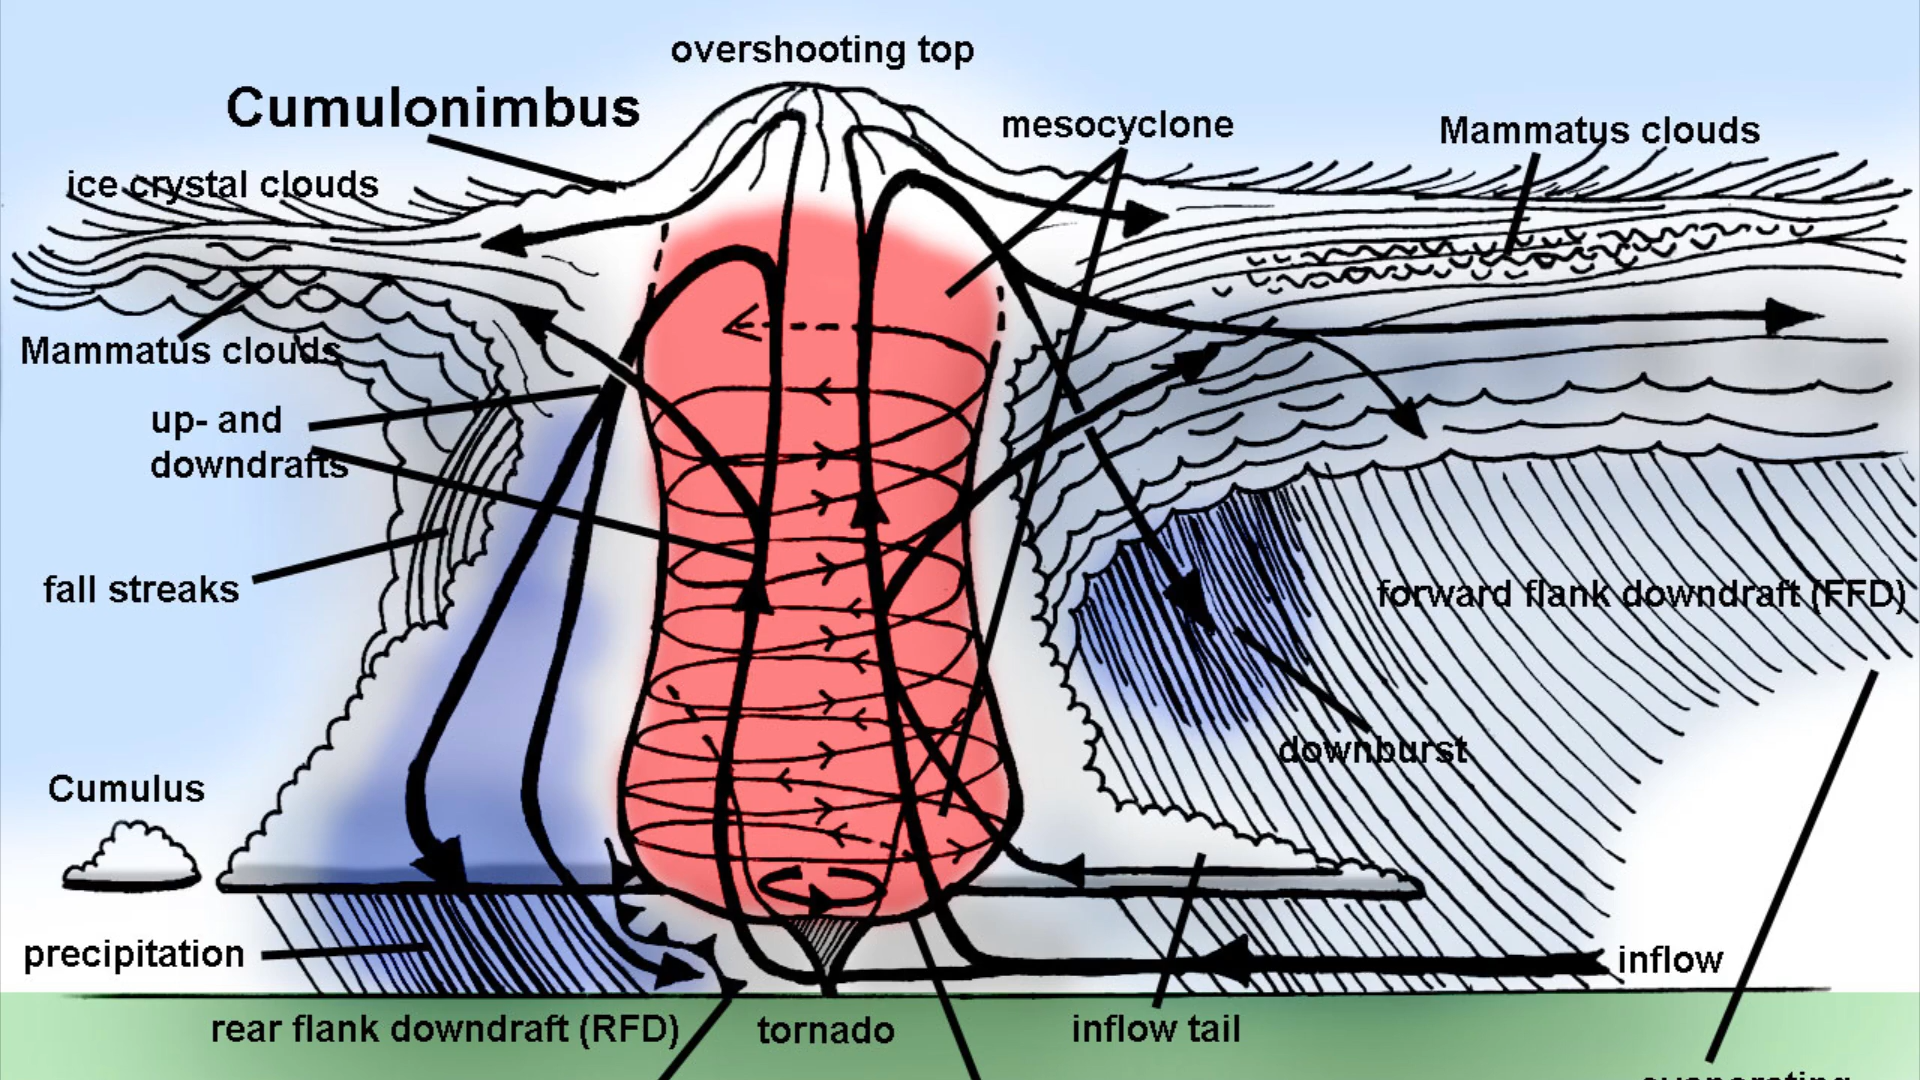 overshooting top
Cumulonimbus
mesocyclone
Mammatus clouds
ice crystal clouds
Mammatus clouds
up- and
downdrafts
fall streaks
forward flank downdraft (FFD)
downburst
Cumulus
precipitation
inflow
rear flank downdraft (RFD)
tornado
inflow tail